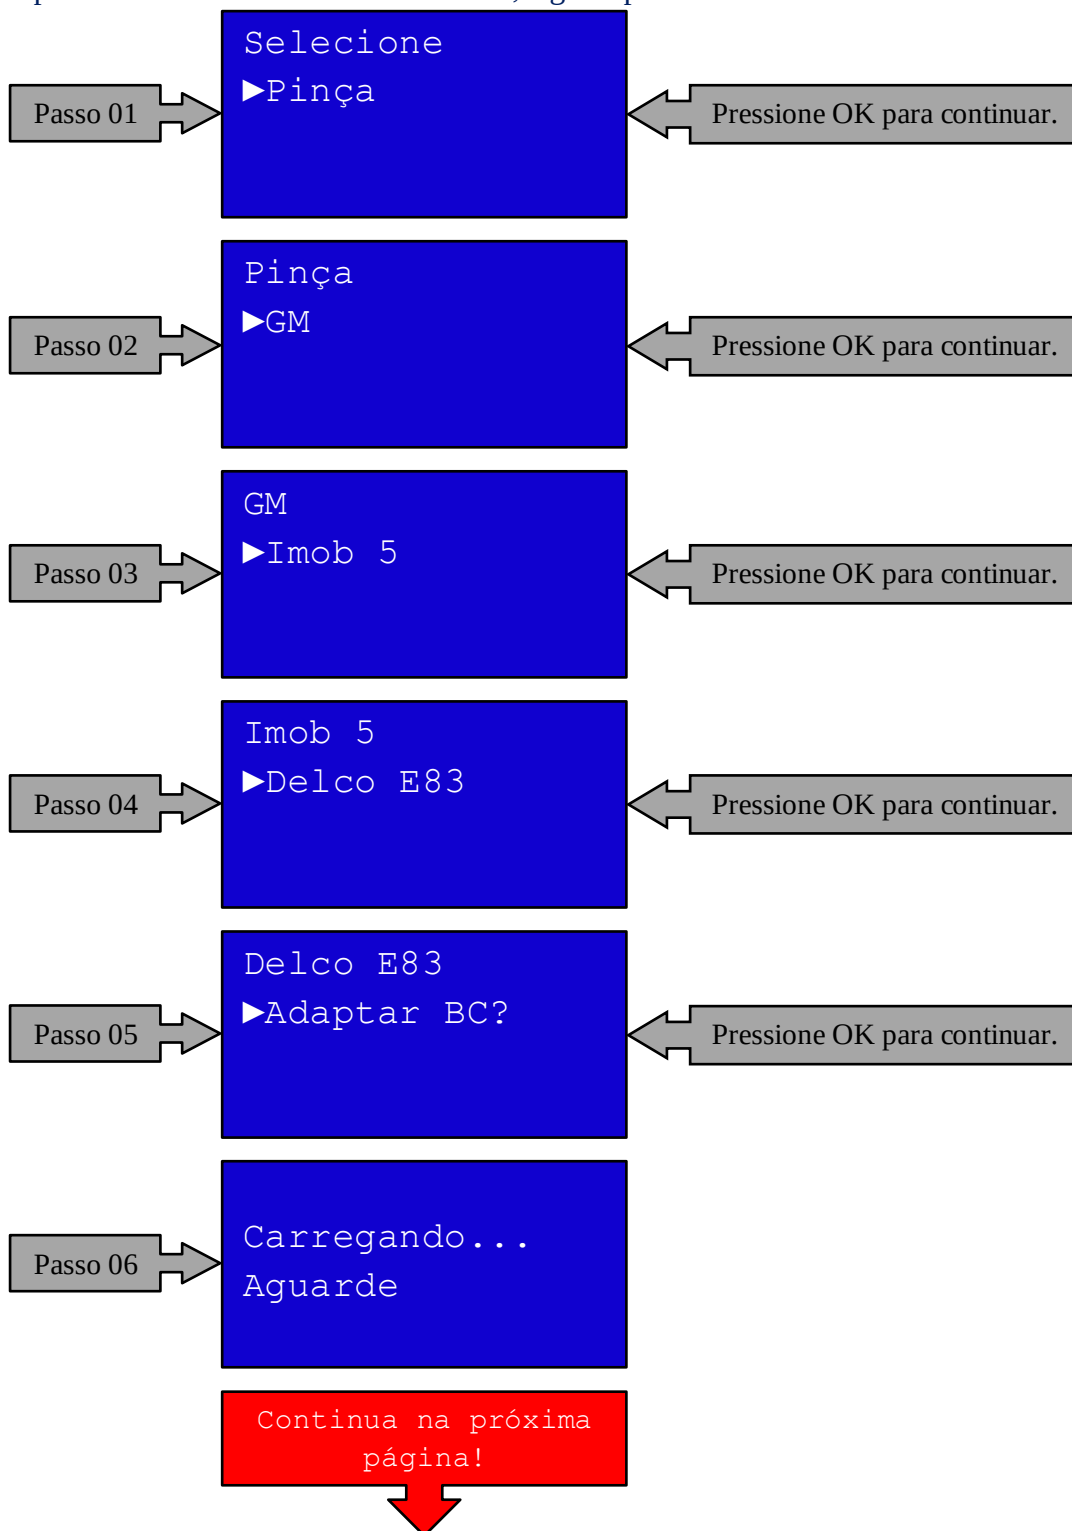 Selecione
Passo 01
►Pinça
Pressione OK para continuar.
Pinça
Passo 02
►GM
Pressione OK para continuar.
GM
Passo 03
►Imob 5
Pressione OK para continuar.
Imob 5
Passo 04
►Delco E83
Pressione OK para continuar.
Delco E83
Passo 05
►Adaptar BC?
Pressione OK para continuar.
Passo 06
Carregando...
Aguarde
Continua na próxima
página!